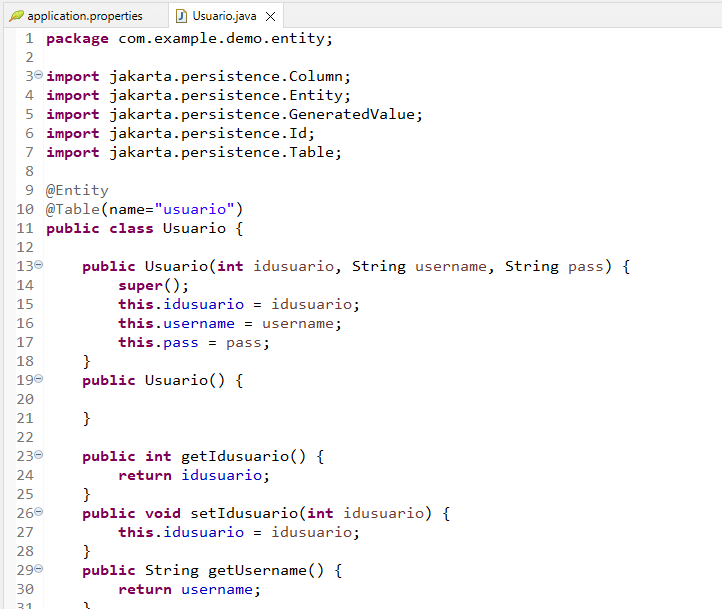 application.properties Usuario.java
1 package com.example.demo.entity;
2
3 import jakarta.persistence.Column;
4 import jakarta.persistence.Entity;
5 import jakarta.persistence.GeneratedValue;
6 import jakarta.persistence.Id;
7 import jakarta.persistence.Table;
8
9 @Entity
10 @Table(name="usuario")
11 public class Usuario {
12
13     public Usuario(int idusuario, String username, String pass) {
14         super();
15         this.idusuario = idusuario;
16         this.username = username;
17         this.pass = pass;
18     }
19     public Usuario() {
20
21     }
22
23     public int getIdusuario() {
24         return idusuario;
25     }
26     public void setIdusuario(int idusuario) {
27         this.idusuario = idusuario;
28     }
29     public String getUsername() {
30         return username;
31     }